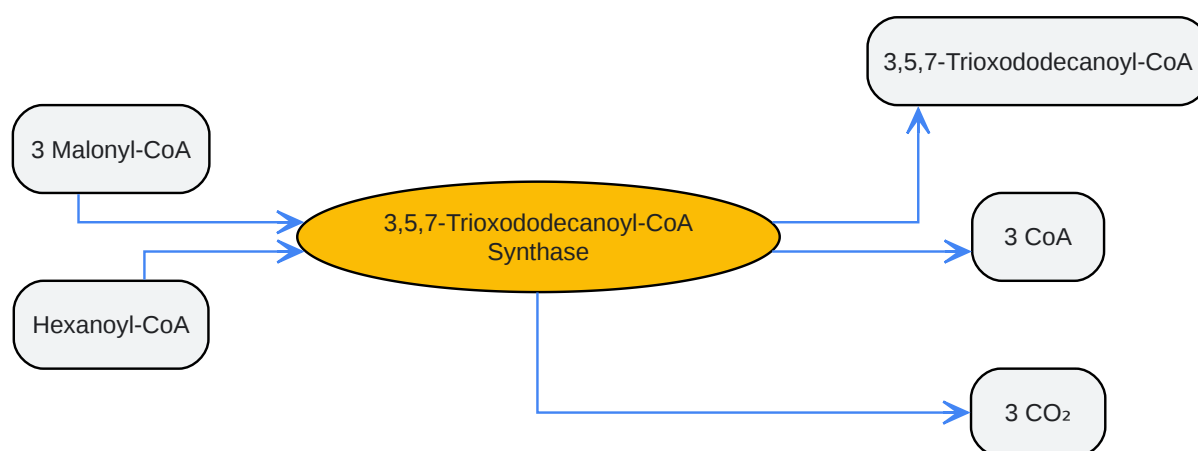 3,5,7-Trioxododecanoyl-CoA
3 Malonyl-CoA
3,5,7-Trioxododecanoyl-CoA
Synthase
3 CoA
Hexanoyl-CoA
3 CO₂